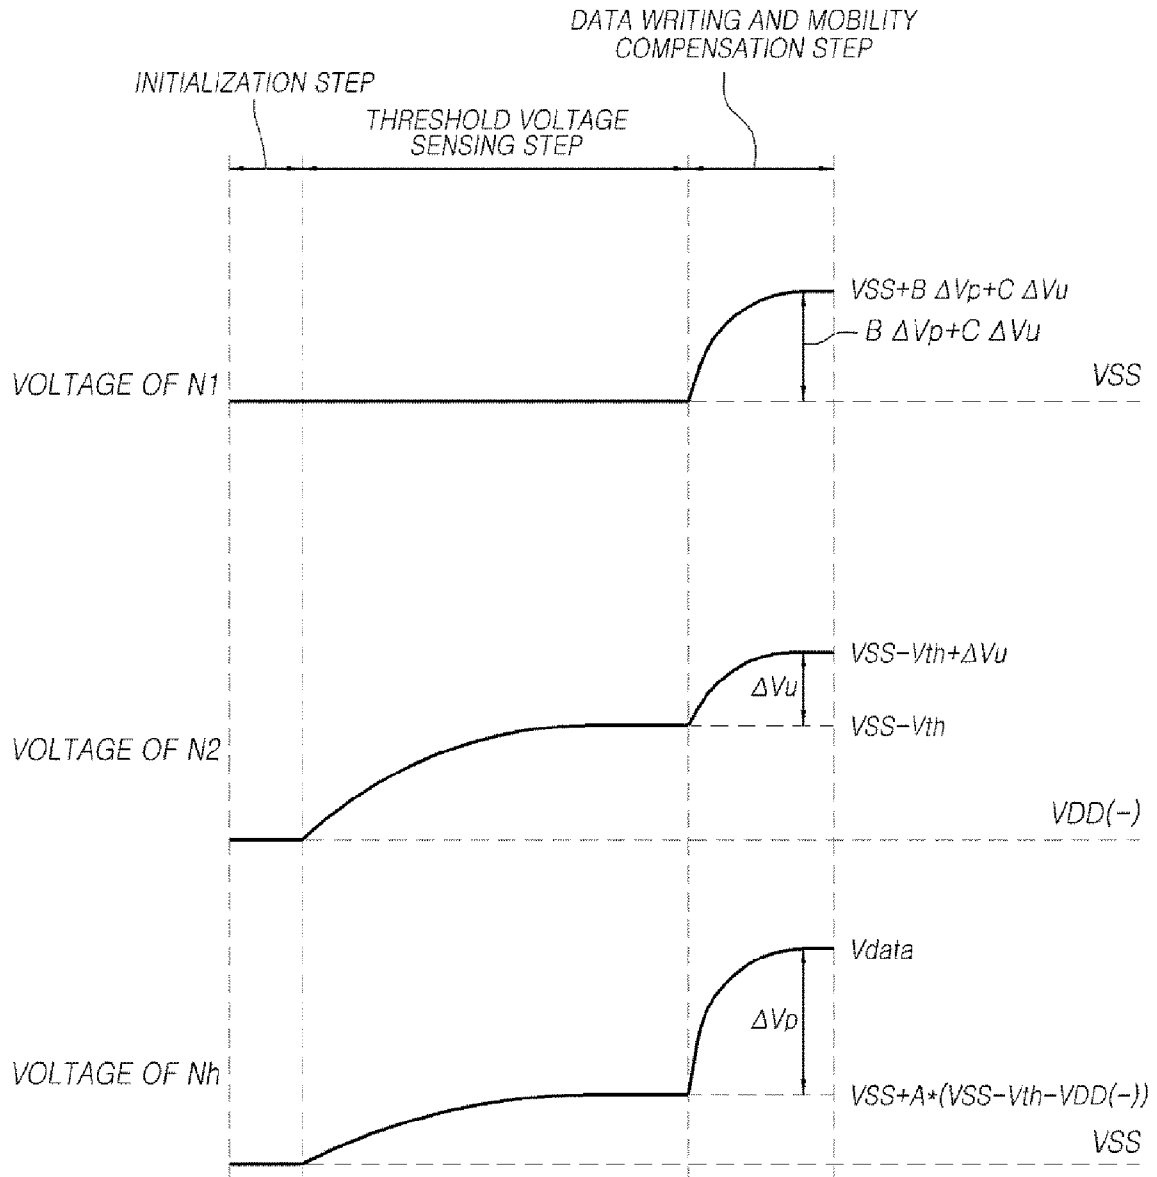 DATA WRITING AND MOBILITY
COMPENSATION STEP
INITIALIZATION STEP
THRESHOLD VOLTAGE
SENSING STEP
VSS+B ΔVp+C ΔVu
B ΔVp+C ΔVu
VOLTAGE OF N1
VSS
VSS-Vth+ΔVu
ΔVu
VSS-Vth
VOLTAGE OF N2
VDD(-)
Vdata
ΔVp
VOLTAGE OF Nh
VSS+A*(VSS-Vth-VDD(-))
VSS